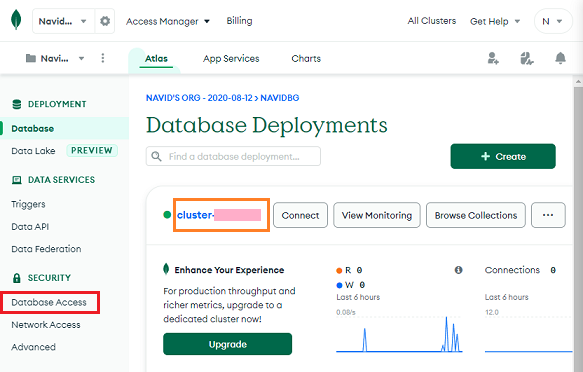 Navid... Access Manager Billing All Clusters Get Help N
Navi... Atlas App Services Charts
DEPLOYMENT
Database
Data Lake PREVIEW
DATA SERVICES
Triggers
Data API
Data Federation
SECURITY
Database Access
Network Access
Advanced
NAVID'S ORG - 2020-08-12 > NAVIDBG
Database Deployments
Find a database deployment...
+ Create
cluster- Connect View Monitoring Browse Collections ...
Enhance Your Experience
For production throughput and
richer metrics, upgrade to a
dedicated cluster now!
Upgrade
R 0
W 0
Last 6 hours
0.08/s
Connections 0
Last 6 hours
12.0